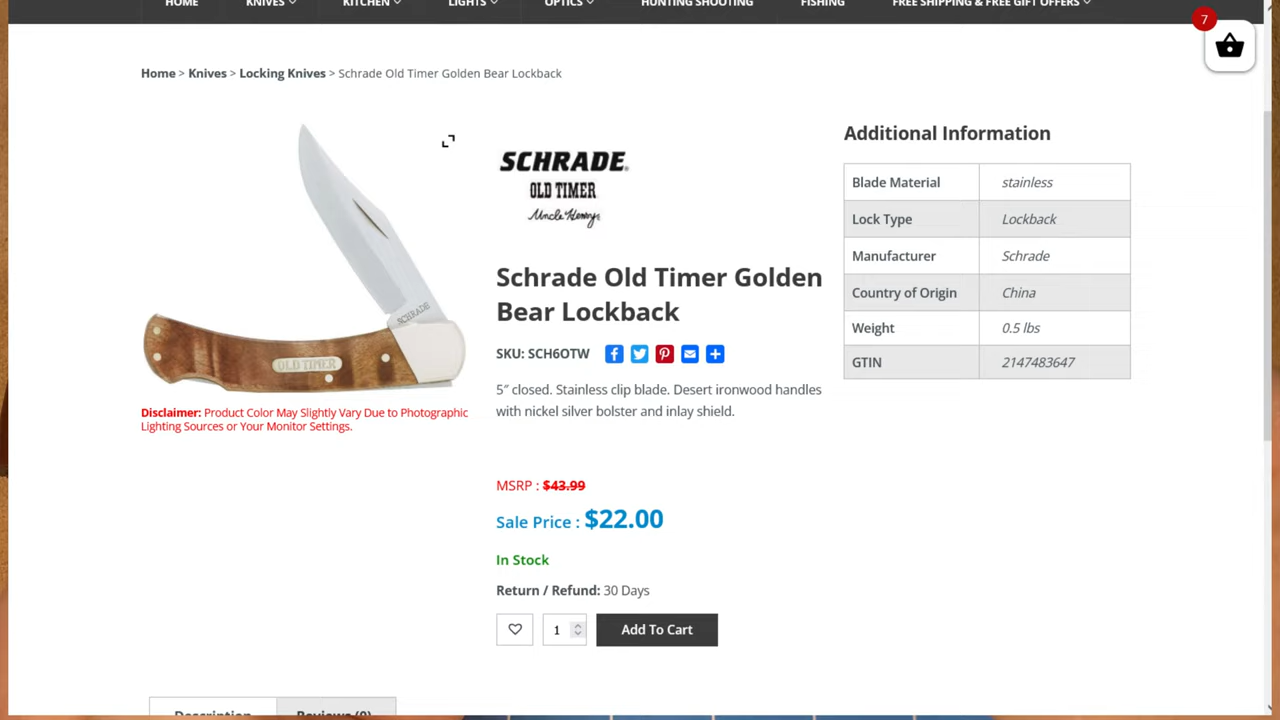 HOME KNIVES KITCHEN LIGHTS OPTICS HUNTING SHOOTING FISHING FREE SHIPPING & FREE GIFT OFFERS
7
Home > Knives > Locking Knives > Schrade Old Timer Golden Bear Lockback
SCHRADE
OLD TIMER
SCHRADE.
OLD TIMER
Uncle Henry
Disclaimer: Product Color May Slightly Vary Due to Photographic
Lighting Sources or Your Monitor Settings.
Schrade Old Timer Golden
Bear Lockback
SKU: SCH6OTW
5″ closed. Stainless clip blade. Desert ironwood handles
with nickel silver bolster and inlay shield.
MSRP : $43.99
Sale Price : $22.00
In Stock
Return / Refund: 30 Days
1 Add To Cart
Additional Information
Blade Material stainless
Lock Type Lockback
Manufacturer Schrade
Country of Origin China
Weight 0.5 lbs
GTIN 2147483647
Description Reviews (0)